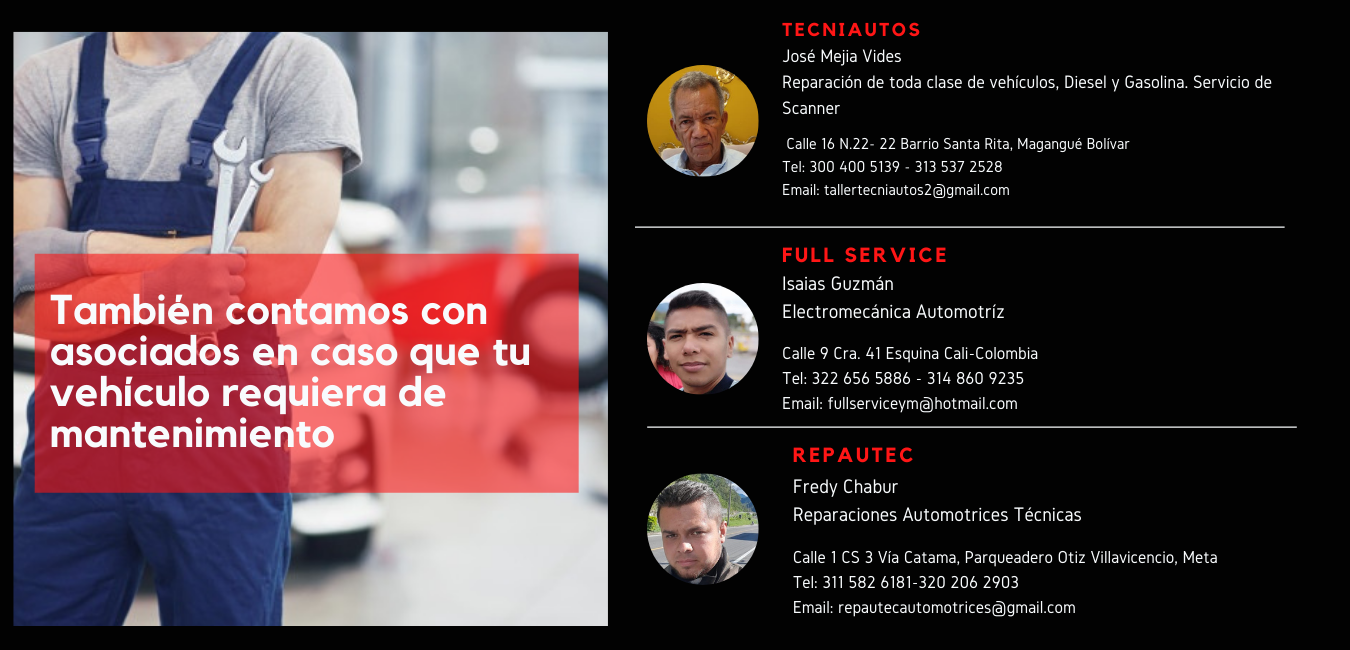 También contamos con
asociados en caso que tu
vehículo requiera de
mantenimiento
TECNIAUTOS
José Mejia Vides
Reparación de toda clase de vehículos, Diesel y Gasolina. Servicio de
Scanner
Calle 16 N.22- 22 Barrio Santa Rita, Magangué Bolívar
Tel: 300 400 5139 - 313 537 2528
Email: tallertecniautos2@gmail.com
FULL SERVICE
Isaias Guzmán
Electromecánica Automotríz
Calle 9 Cra. 41 Esquina Cali-Colombia
Tel: 322 656 5886 - 314 860 9235
Email: fullserviceym@hotmail.com
REPAUTEC
Fredy Chabur
Reparaciones Automotrices Técnicas
Calle 1 CS 3 Vía Catama, Parqueadero Otiz Villavicencio, Meta
Tel: 311 582 6181-320 206 2903
Email: repautecautomotrices@gmail.com